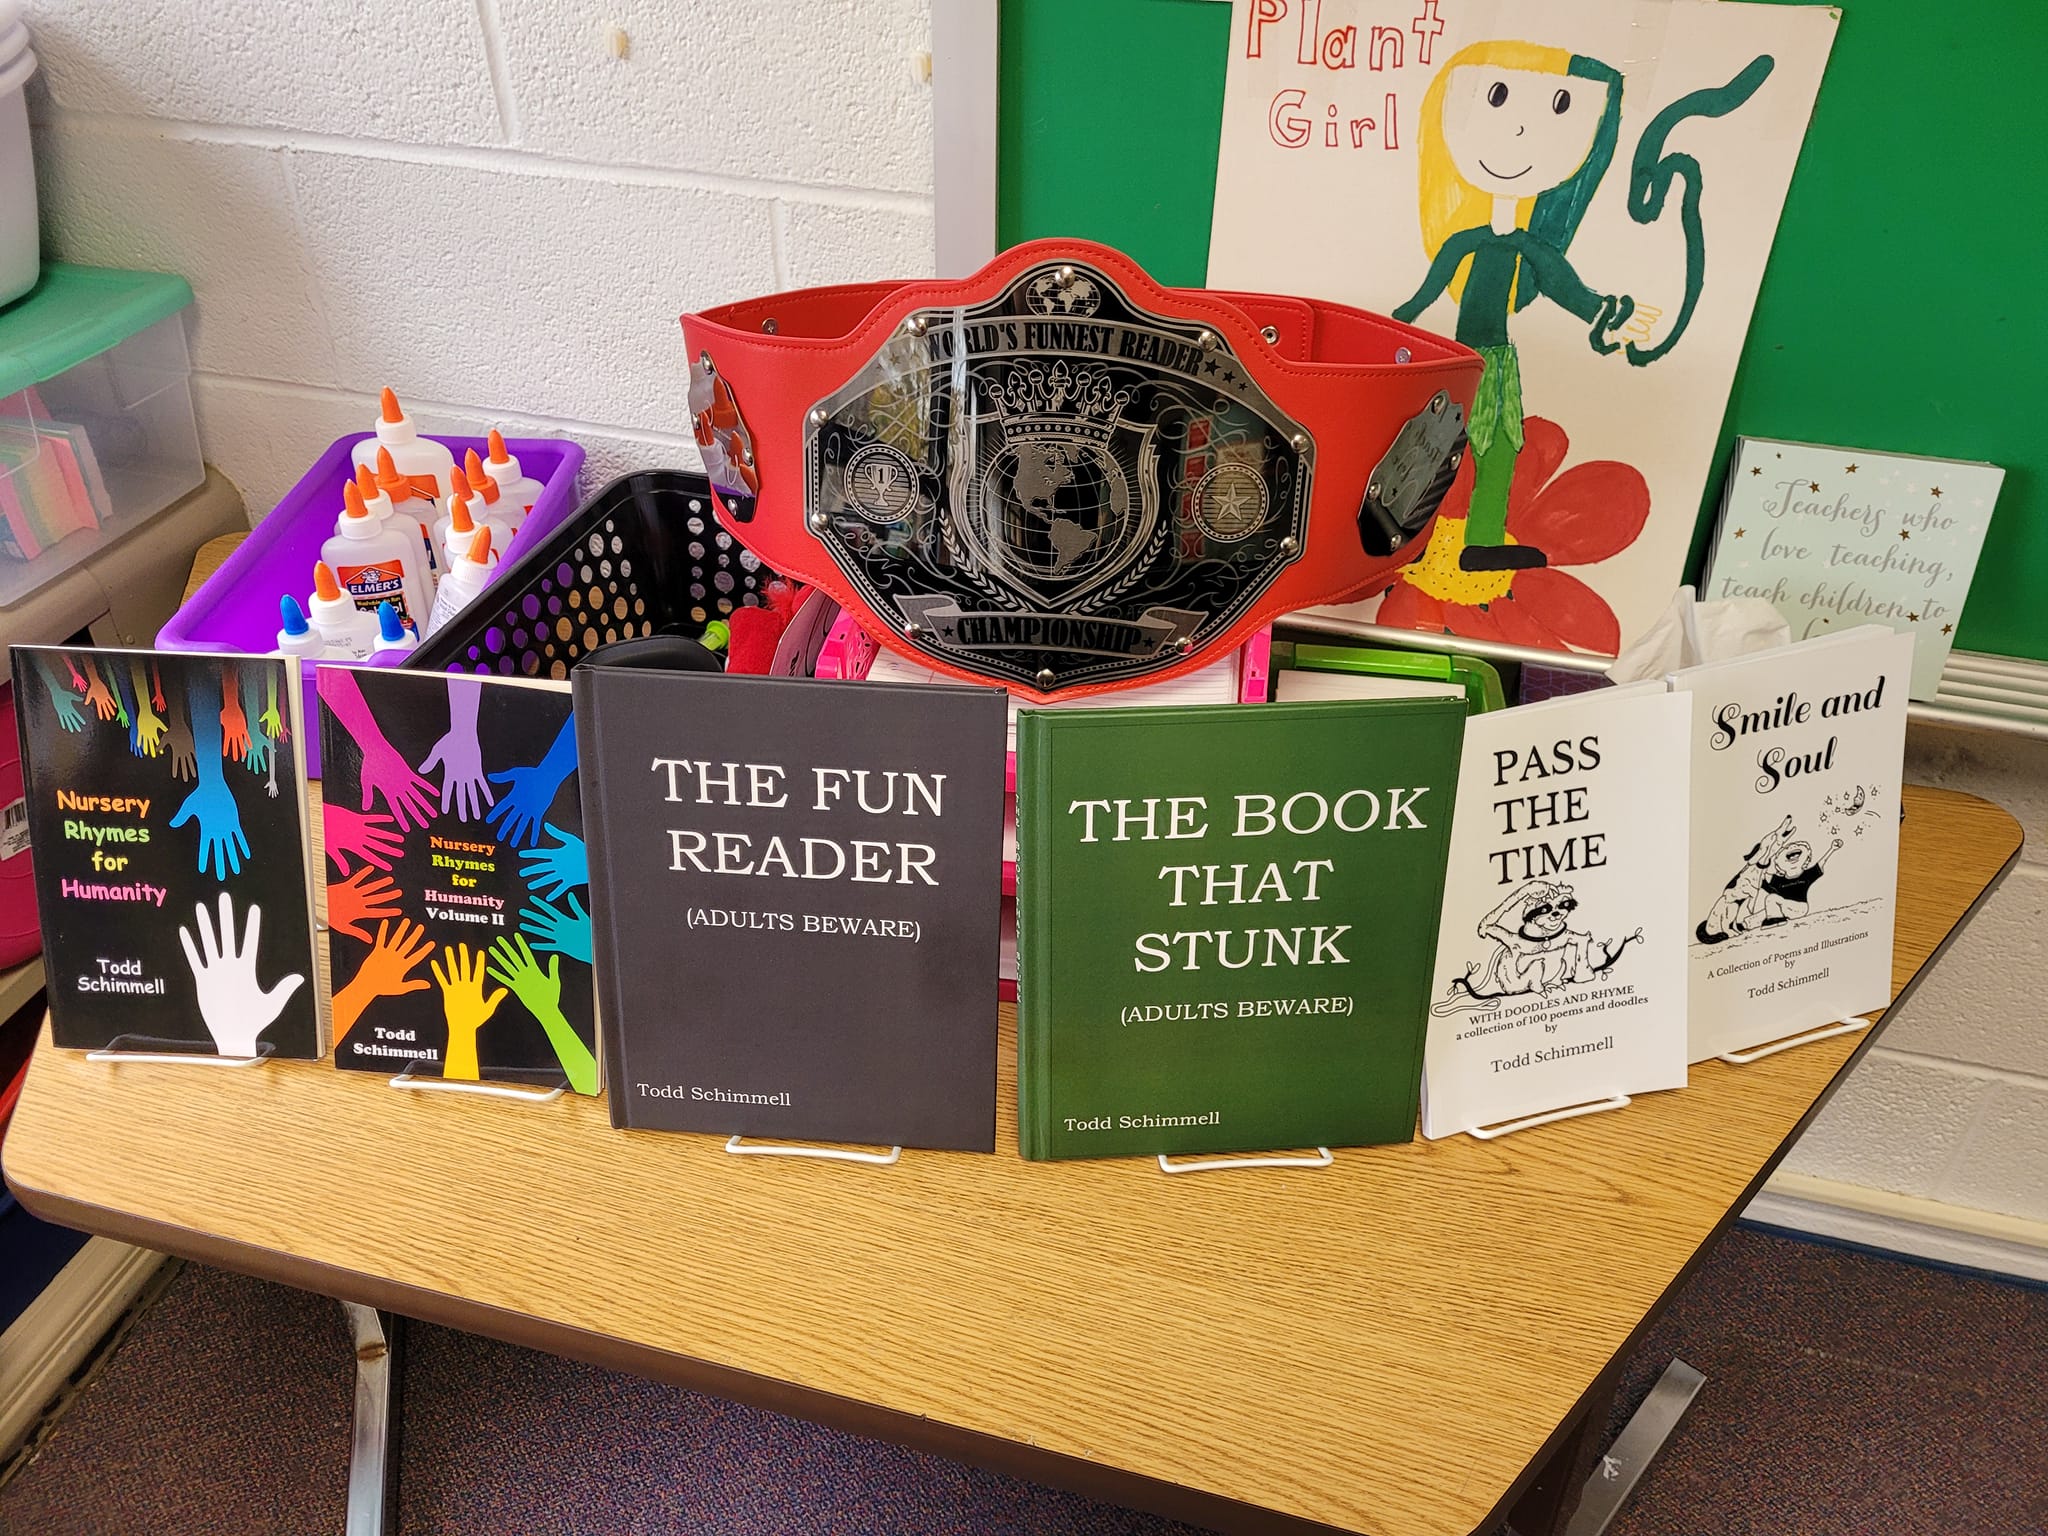 Plant
Girl
WORLD'S FUNNEST READER
1
CHAMPIONSHIP
ELMER'S
School
Teachers who
love teaching,
teach children to
Nursery
Rhymes
for
Humanity
Todd
Schimmell
Nursery
Rhymes
for
Humanity
Volume II
Todd
Schimmell
THE FUN
READER
(ADULTS BEWARE)
Todd Schimmell
THE BOOK
THAT
STUNK
(ADULTS BEWARE)
Todd Schimmell
PASS
THE
TIME
WITH DOODLES AND RHYME
a collection of 100 poems and doodles
by
Todd Schimmell
Smile and
Soul
A Collection of Poems and Illustrations
by
Todd Schimmell